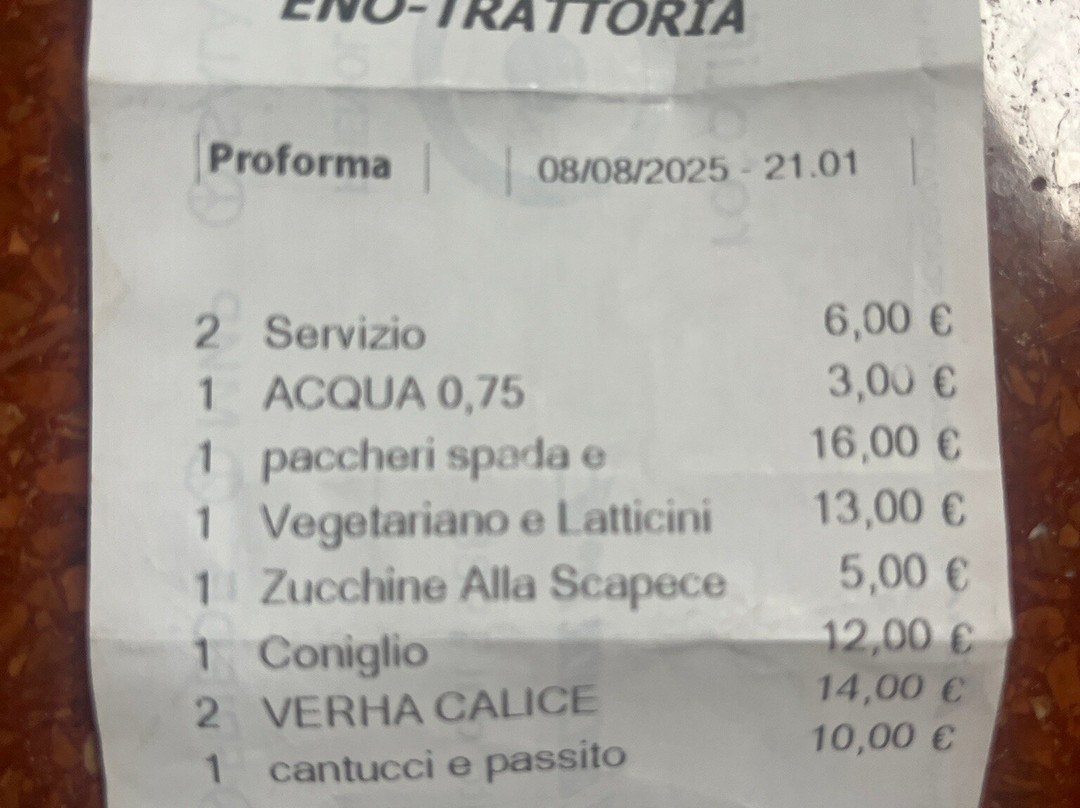 ENO-TRATTORIA
Proforma 08/08/2025 - 21.01
2 Servizio 6,00 €
1 ACQUA 0,75 3,00 €
1 paccheri spada e 16,00 €
1 Vegetariano e Latticini 13,00 €
1 Zucchine Alla Scapece 5,00 €
1 Coniglio 12,00 €
2 VERHA CALICE 14,00 €
1 cantucci e passito 10,00 €